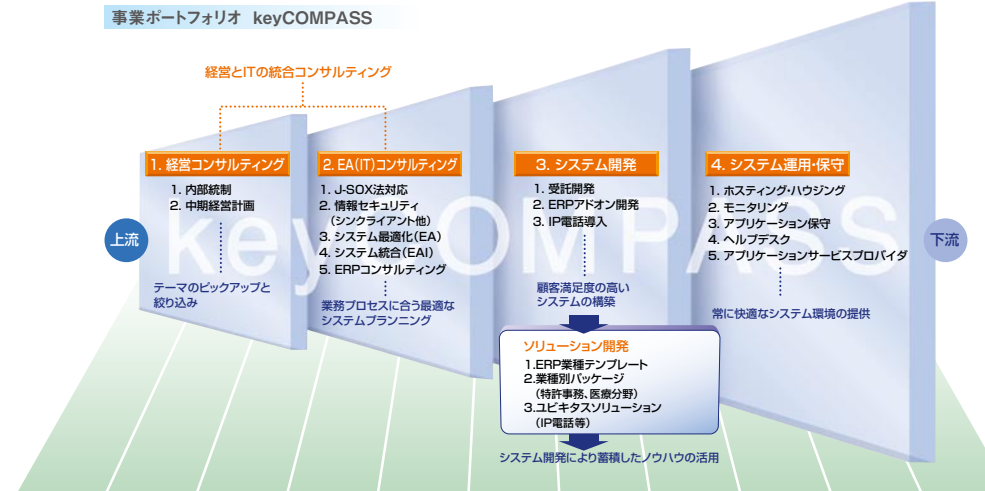 事業ポートフォリオ keyCOMPASS
経営とITの統合コンサルティング
上流
1. 経営コンサルティング
1. 内部統制
2. 中期経営計画
テーマのピックアップと
絞り込み
2. EA(IT)コンサルティング
1. J-SOX法対応
2. 情報セキュリティ
(シンクライアント他)
3. システム最適化(EA)
4. システム統合(EAI)
5. ERPコンサルティング
業務プロセスに合う最適な
システムプランニング
3. システム開発
1. 受託開発
2. ERPアドオン開発
3. IP電話導入
顧客満足度の高い
システムの構築
ソリューション開発
1.ERP業種テンプレート
2.業種別パッケージ
(特許事務、医療分野)
3.ユビキタスソリューション
(IP電話等)
システム開発により蓄積したノウハウの活用
4. システム運用・保守
1. ホスティング・ハウジング
2. モニタリング
3. アプリケーション保守
4. ヘルプデスク
5. アプリケーションサービスプロバイダ
常に快適なシステム環境の提供
下流
keyCOMPASS